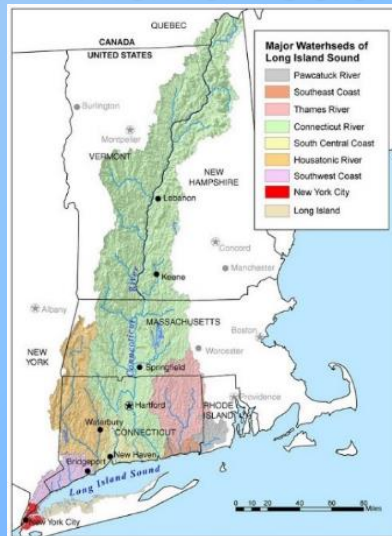 QUEBEC
CANADA
UNITED STATES
Major Waterhseds of
Long Island Sound
Pawcatuck River
Southeast Coast
Thames River
Connecticut River
South Central Coast
Housatonic River
Southwest Coast
New York City
Long Island
Burlington
Montpelier
VERMONT
NEW
HAMPSHIRE
Lebanon
Concord
Keene
Manchester
Albany
Connecticut River
MASSACHUSETTS
Boston
NEW
YORK
Worcester
Springfield
Hartford
Providence
RHODE
ISLAND
Waterbury
CONNECTICUT
New Haven
Bridgeport
Long Island Sound
New York City
0 10 20 40 60 80
Miles